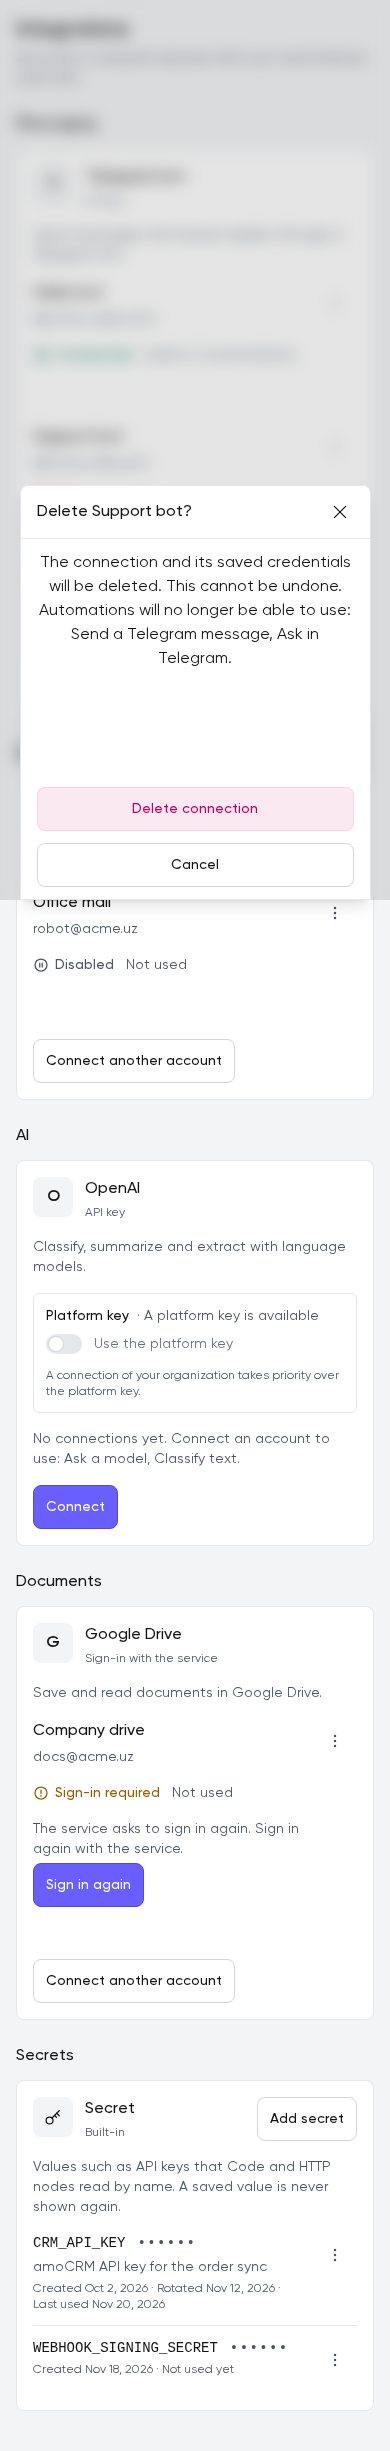 Integrations
Messaging
Delete Support bot?
The connection and its saved credentials
will be deleted. This cannot be undone.
Automations will no longer be able to use:
Send a Telegram message, Ask in
Telegram.
Delete connection
Cancel
Office mail
robot@acme.uz
Disabled Not used
Connect another account
AI
O
OpenAI
API key
Classify, summarize and extract with language
models.
Platform key · A platform key is available
Use the platform key
A connection of your organization takes priority over
the platform key.
No connections yet. Connect an account to
use: Ask a model, Classify text.
Connect
Documents
G
Google Drive
Sign-in with the service
Save and read documents in Google Drive.
Company drive
docs@acme.uz
Sign-in required Not used
The service asks to sign in again. Sign in
again with the service.
Sign in again
Connect another account
Secrets
Secret
Built-in
Add secret
Values such as API keys that Code and HTTP
nodes read by name. A saved value is never
shown again.
CRM_API_KEY ••••••
amoCRM API key for the order sync
Created Oct 2, 2026 · Rotated Nov 12, 2026 ·
Last used Nov 20, 2026
WEBHOOK_SIGNING_SECRET ••••••
Created Nov 18, 2026 · Not used yet